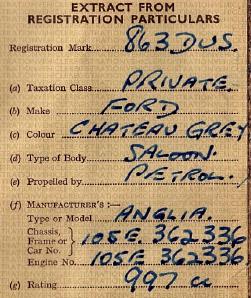 EXTRACT FROM
REGISTRATION PARTICULARS
Registration Mark 863 DUS.
(a) Taxation Class PRIVATE.
(b) Make FORD
(c) Colour CHATEAU GREY
(d) Type of Body SALOON.
(e) Propelled by PETROL.
(f) MANUFACTURER'S :—
Type or Model ANGLIA.
Chassis,
Frame or } 105E 362336
Car No.
Engine No. 105E 362336
(g) Rating 997 cc